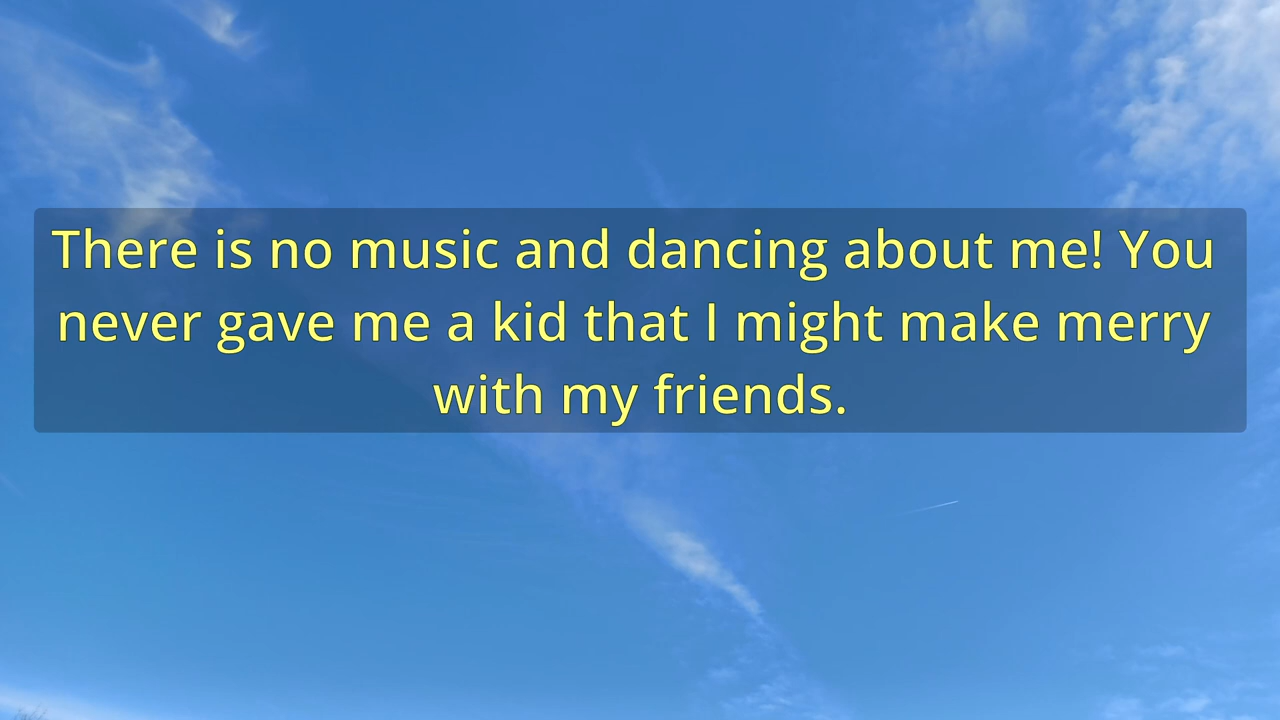 There is no music and dancing about me! You
never gave me a kid that I might make merry
with my friends.